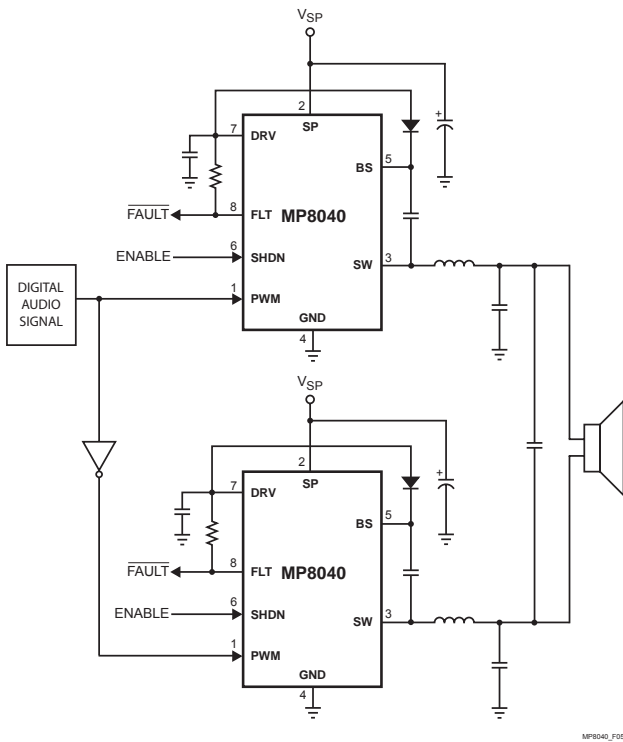 VSP
2
SP
7
DRV
5
BS
FAULT
8
FLT
MP8040
ENABLE
6
SHDN
SW
3
DIGITAL
AUDIO
SIGNAL
1
PWM
GND
4
VSP
2
SP
7
DRV
5
BS
FAULT
8
FLT
MP8040
ENABLE
6
SHDN
SW
3
1
PWM
GND
4
MP8040_F05